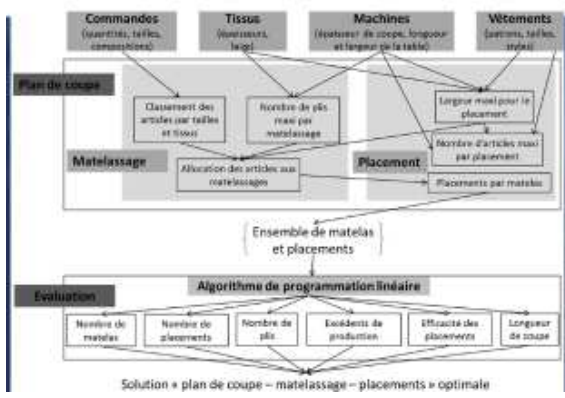 Commandes
(quantités, tailles,
compositions)
Tissus
(épaisseurs,
laize)
Machines
(épaisseur de coupe, longueur
et largeur de la table)
Vêtements
(patrons, tailles,
styles)
Plan de coupe
Classement des
articles par tailles
et tissus
Nombre de plis
maxi par
matelassage
Largeur maxi pour le
placement
Nombre d'articles maxi
par placement
Matelassage
Placement
Allocation des articles aux
matelassages
Placements par matelas
Ensemble de matelas
et placements
Algorithme de programmation linéaire
Evaluation
Nombre de
matelas
Nombre de
placements
Nombre de
plis
Excédents de
production
Efficacité des
placements
Longueur
de coupe
Solution « plan de coupe – matelassage – placements » optimale